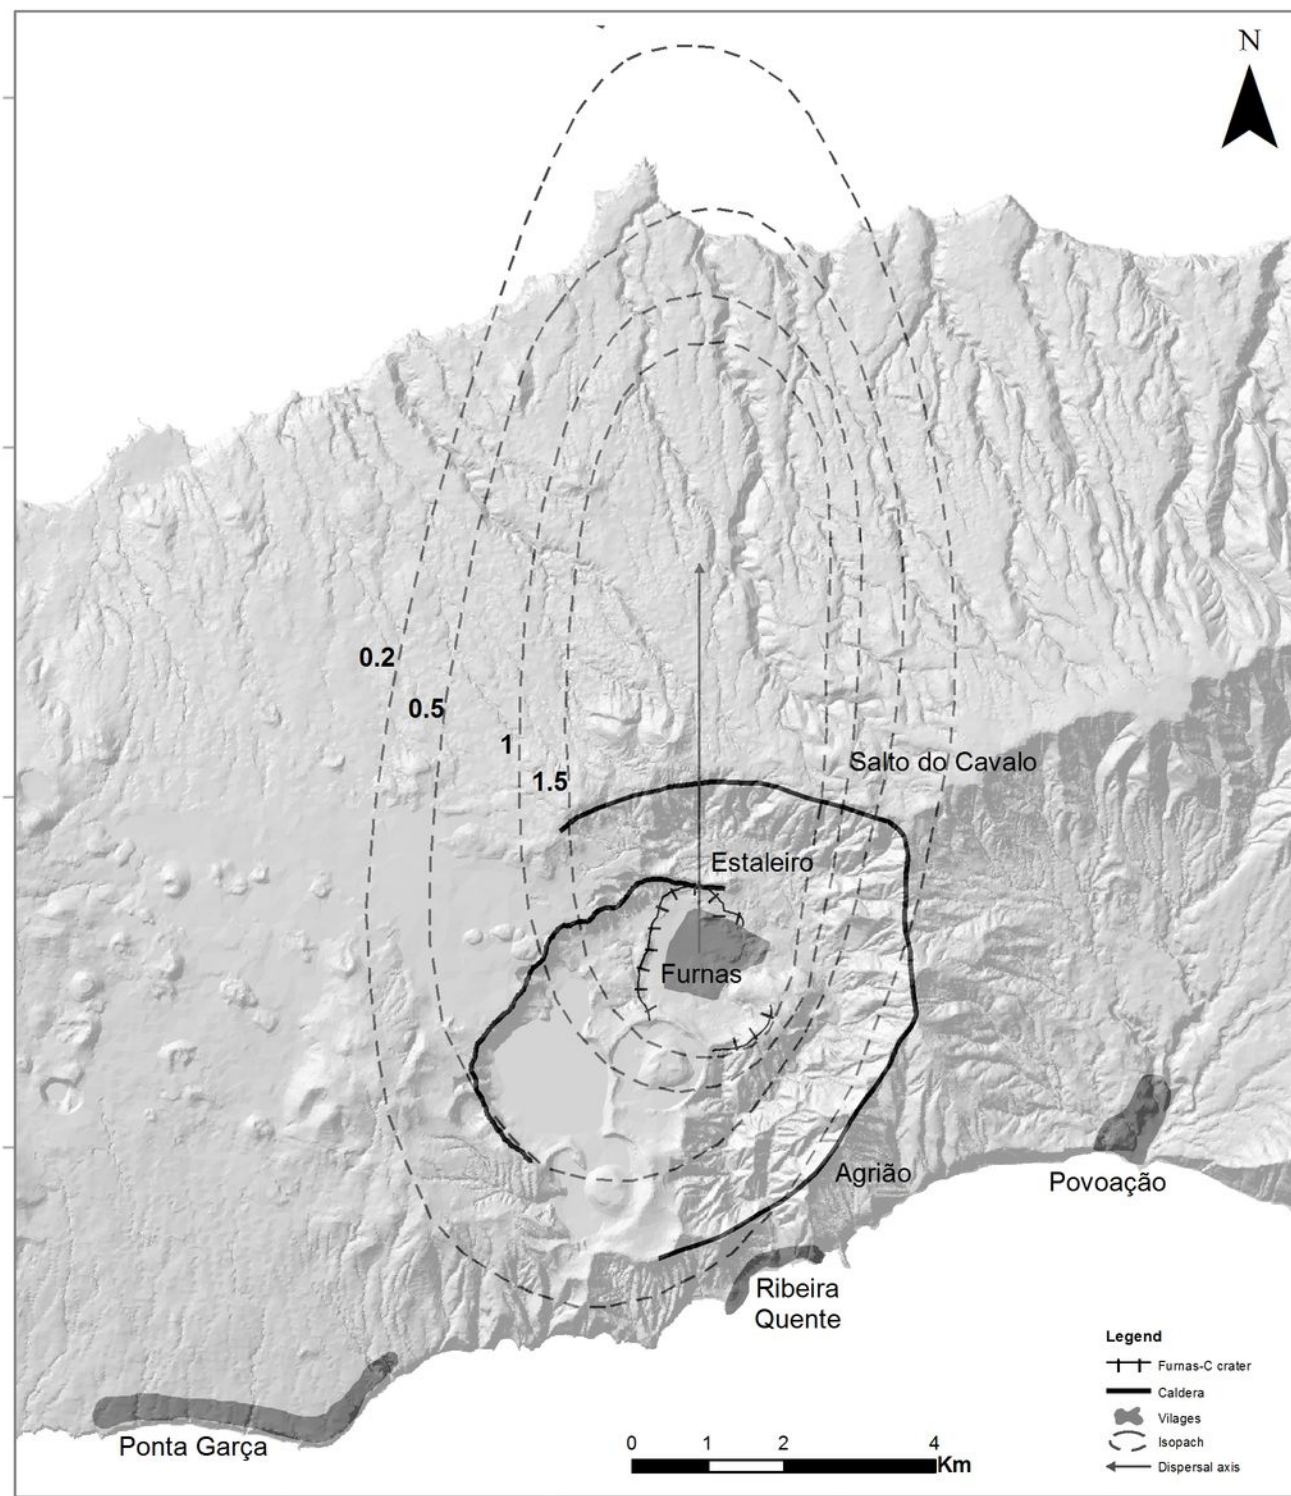 N
0.2
0.5
1
1.5
Salto do Cavalo
Estaleiro
Furnas
Agrião
Povoação
Ribeira
Quente
Ponta Garça
Legend
Furnas-C crater
Caldera
Vilages
Isopach
Dispersal axis
0 1 2 4
Km